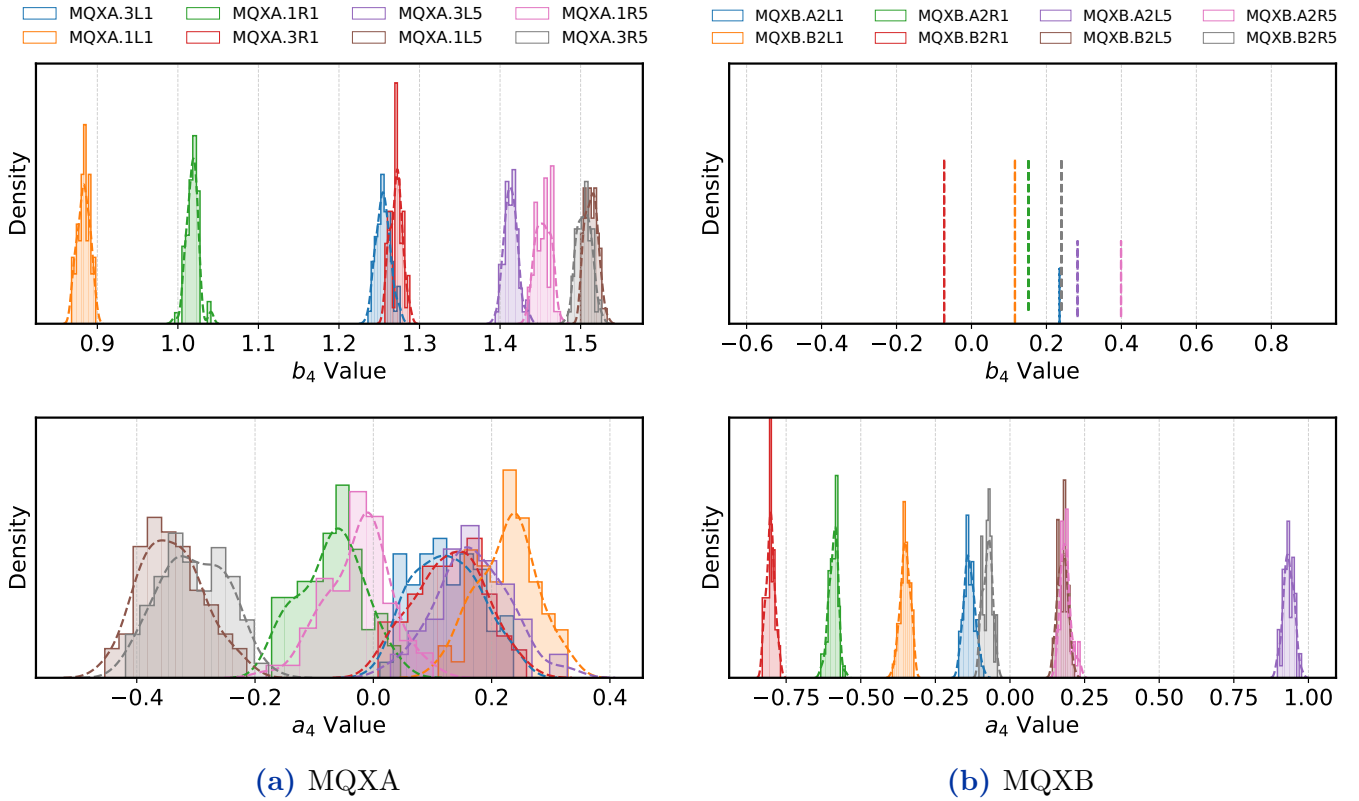 MQXA.3L1 MQXA.1R1 MQXA.3L5 MQXA.1R5
MQXA.1L1 MQXA.3R1 MQXA.1L5 MQXA.3R5
Density
0.9 1.0 1.1 1.2 1.3 1.4 1.5
b₄ Value
Density
−0.4 −0.2 0.0 0.2 0.4
a₄ Value
(a) MQXA
MQXB.A2L1 MQXB.A2R1 MQXB.A2L5 MQXB.A2R5
MQXB.B2L1 MQXB.B2R1 MQXB.B2L5 MQXB.B2R5
Density
−0.6 −0.4 −0.2 0.0 0.2 0.4 0.6 0.8
b₄ Value
Density
−0.75 −0.50 −0.25 0.00 0.25 0.50 0.75 1.00
a₄ Value
(b) MQXB